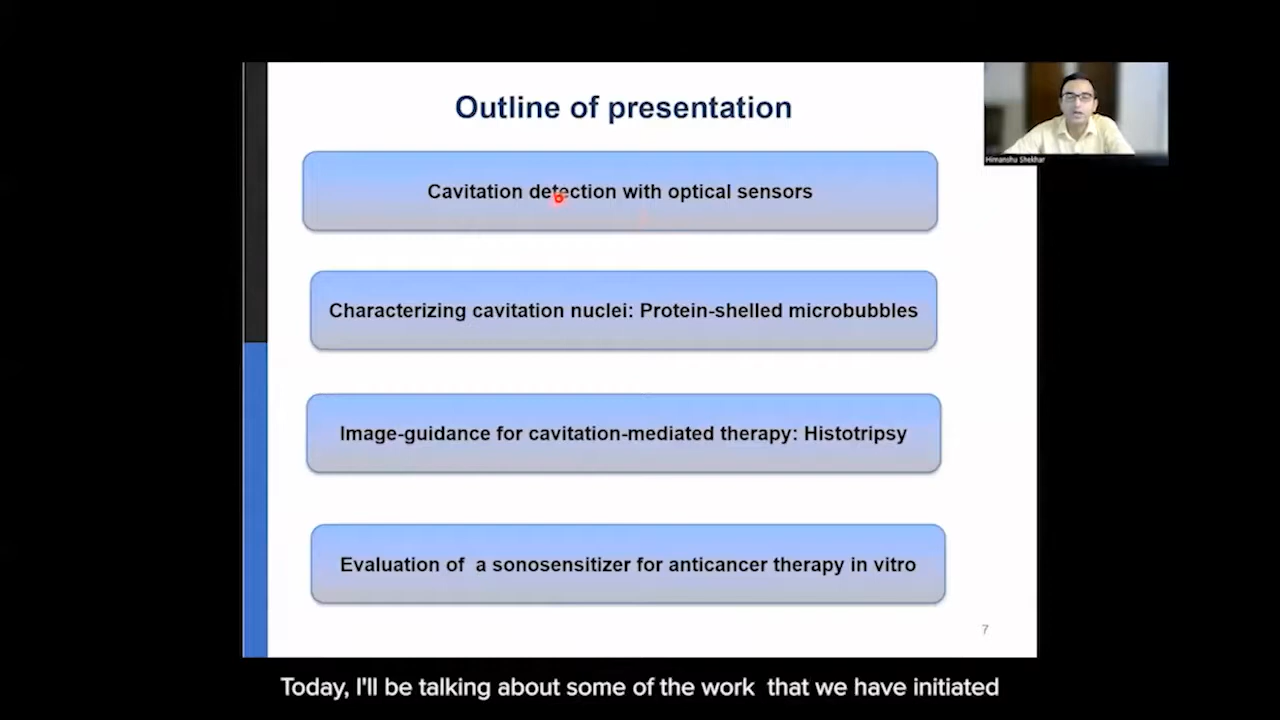 Outline of presentation
Himanshu Shekhar
Cavitation detection with optical sensors
Characterizing cavitation nuclei: Protein-shelled microbubbles
Image-guidance for cavitation-mediated therapy: Histotripsy
Evaluation of a sonosensitizer for anticancer therapy in vitro
7
Today, I'll be talking about some of the work that we have initiated